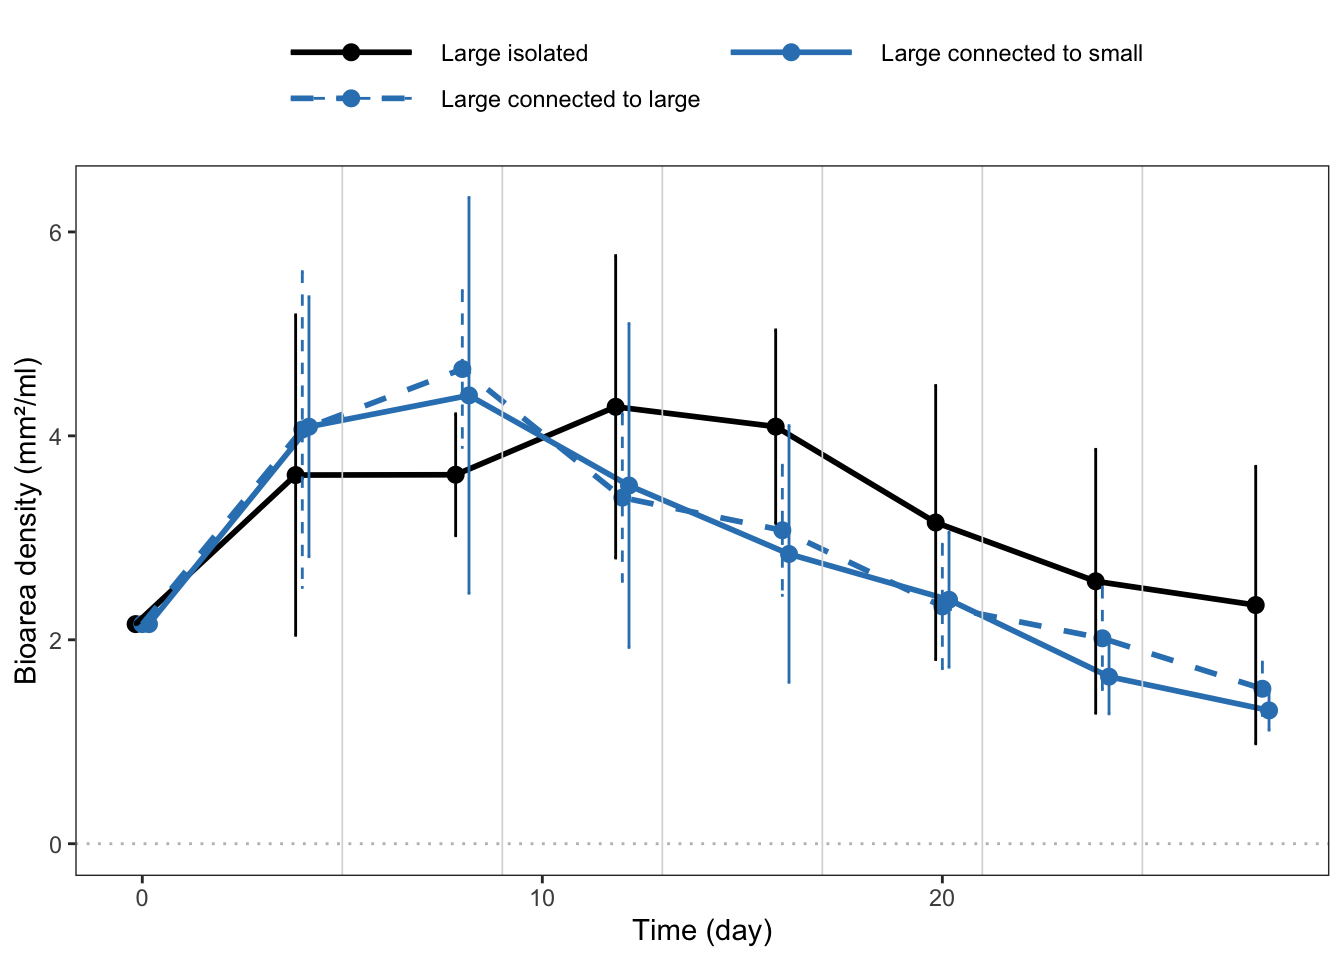 Large isolated
Large connected to small
Large connected to large
Bioarea density (mm²/ml)
6
4
2
0
0
10
20
Time (day)